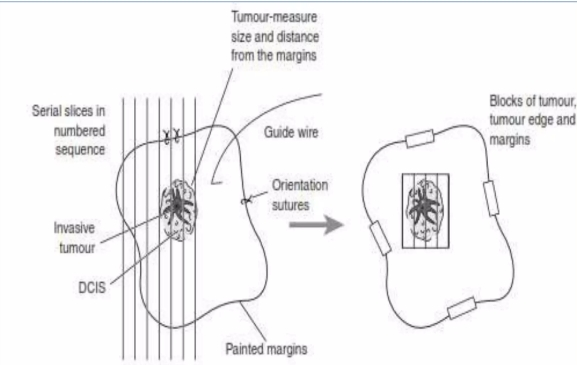 Tumour-measure
size and distance
from the margins
Serial slices in
numbered
sequence
Guide wire
Blocks of tumour,
tumour edge and
margins
Orientation
sutures
Invasive
tumour
DCIS
Painted margins